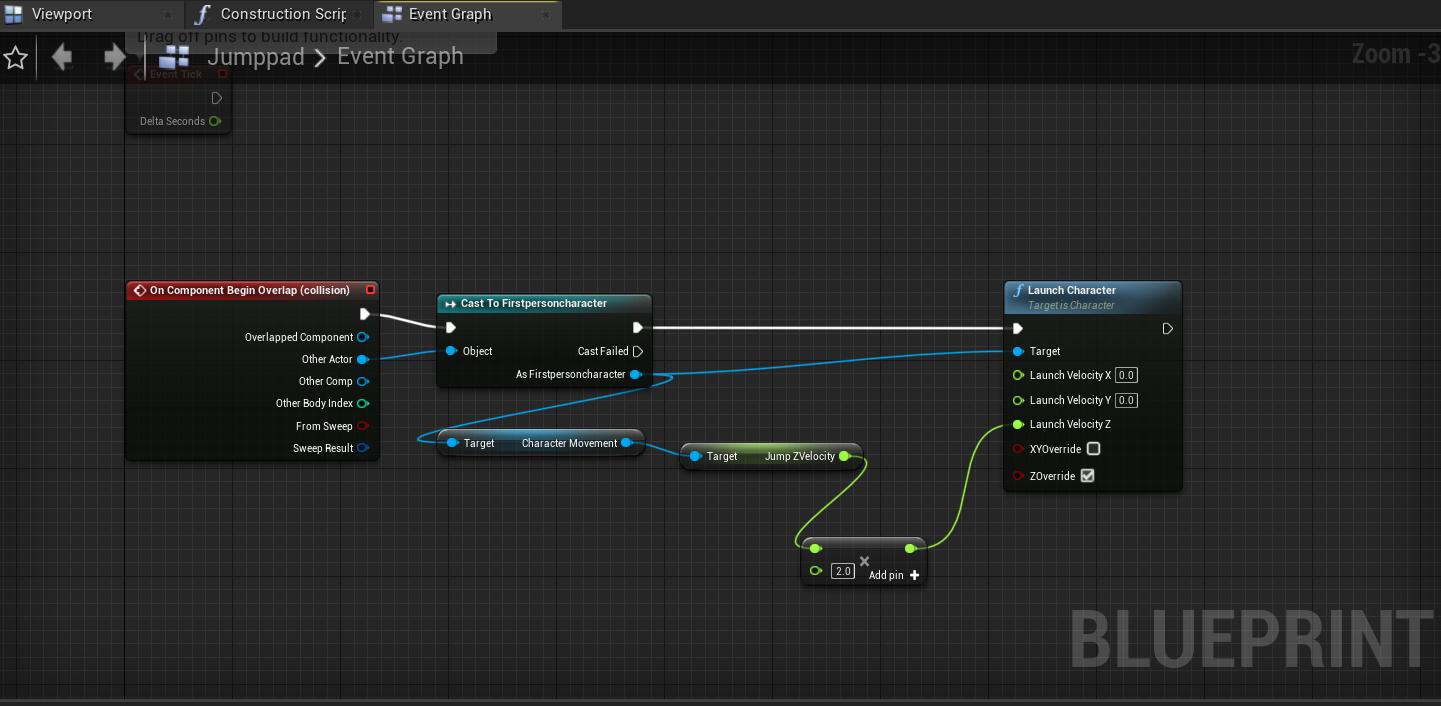 Viewport
Construction Scrip
Event Graph
Drag off pins to build functionality.
Jumppad > Event Graph
Zoom -3
Event Tick
Delta Seconds
On Component Begin Overlap (collision)
Overlapped Component
Other Actor
Other Comp
Other Body Index
From Sweep
Sweep Result
Cast To Firstpersoncharacter
Object
Cast Failed
As Firstpersoncharacter
Target Character Movement
Target Jump ZVelocity
2.0
Add pin
f Launch Character
Target is Character
Target
Launch Velocity X 0.0
Launch Velocity Y 0.0
Launch Velocity Z
XYOverride
ZOverride
BLUEPRINT